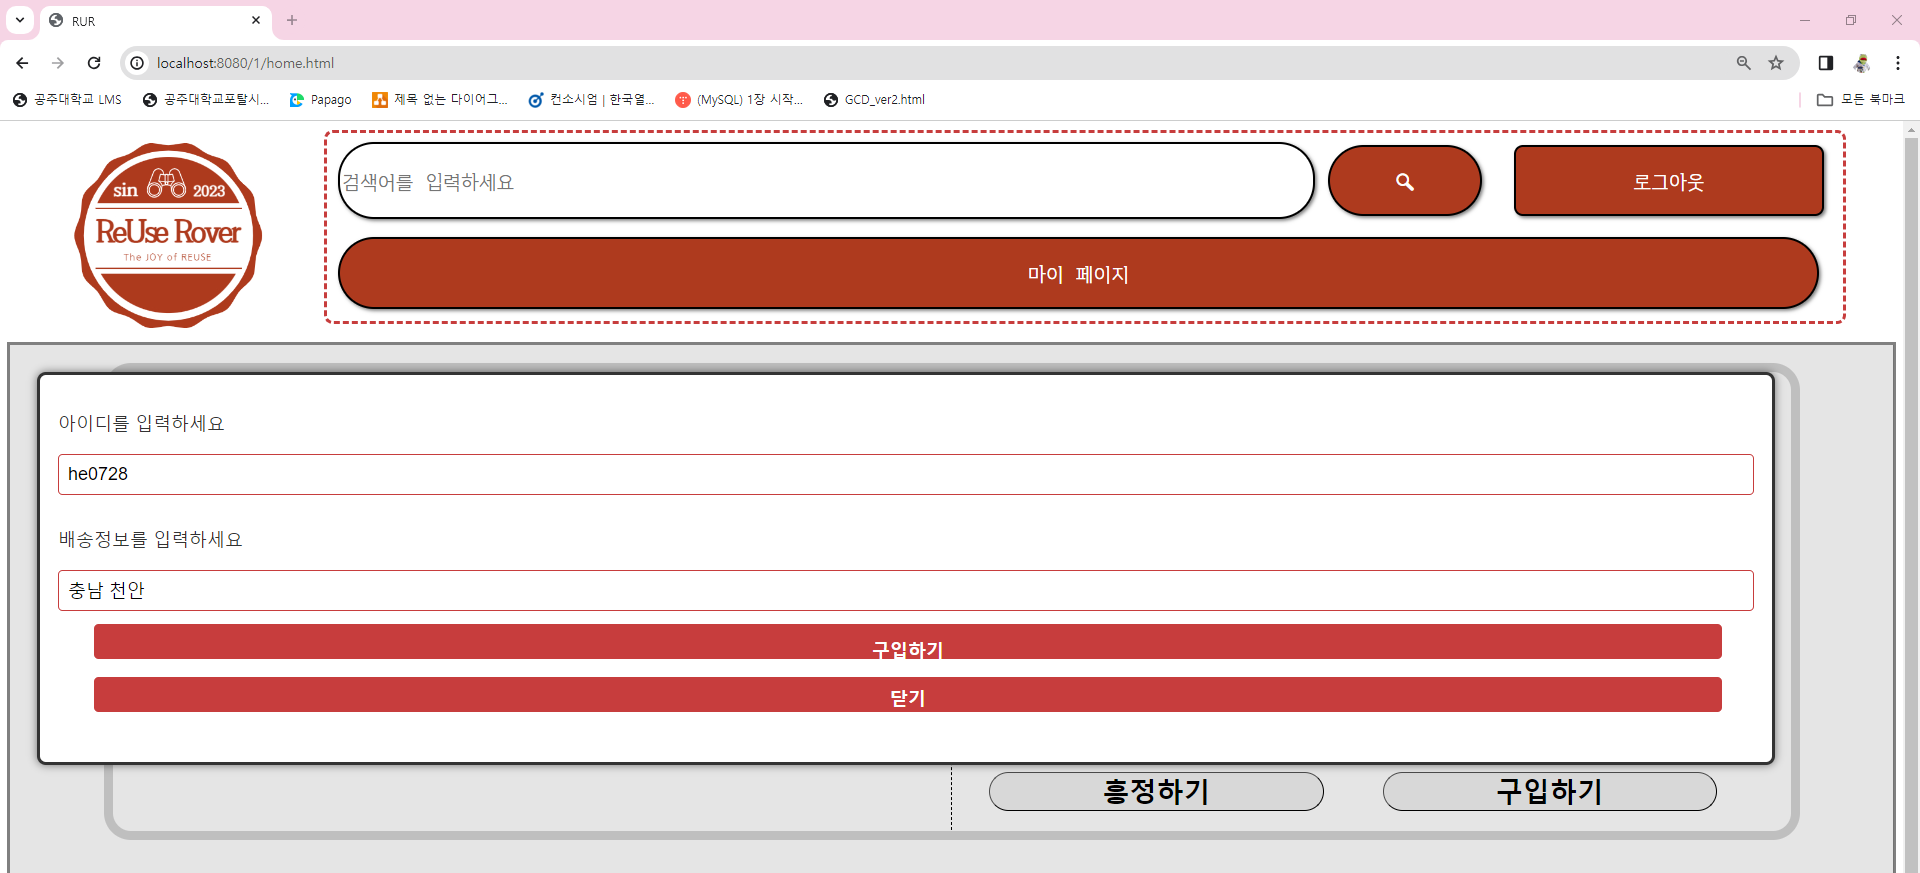 RUR
localhost:8080/1/home.html
공주대학교 LMS
공주대학교포탈시...
Papago
제목 없는 다이어그...
컨소시엄 | 한국열...
(MySQL) 1장 시작...
GCD_ver2.html
모든 북마크
sin 2023
ReUse Rover
The JOY of REUSE
검색어를 입력하세요
로그아웃
마이 페이지
아이디를 입력하세요
he0728
배송정보를 입력하세요
충남 천안
구입하기
닫기
흥정하기
구입하기